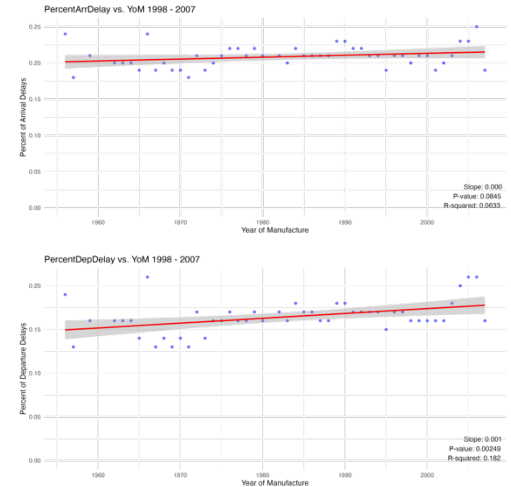 PercentArrDelay vs. YoM 1998 - 2007
Percent of Arrival Delays
0.25
0.20
0.15
0.10
0.05
0.00
Slope: 0.000
P-value: 0.0845
R-squared: 0.0633
1960 1970 1980 1990 2000
Year of Manufacture
PercentDepDelay vs. YoM 1998 - 2007
Percent of Departure Delays
0.20
0.15
0.10
0.05
0.00
Slope: 0.001
P-value: 0.00249
R-squared: 0.182
1960 1970 1980 1990 2000
Year of Manufacture